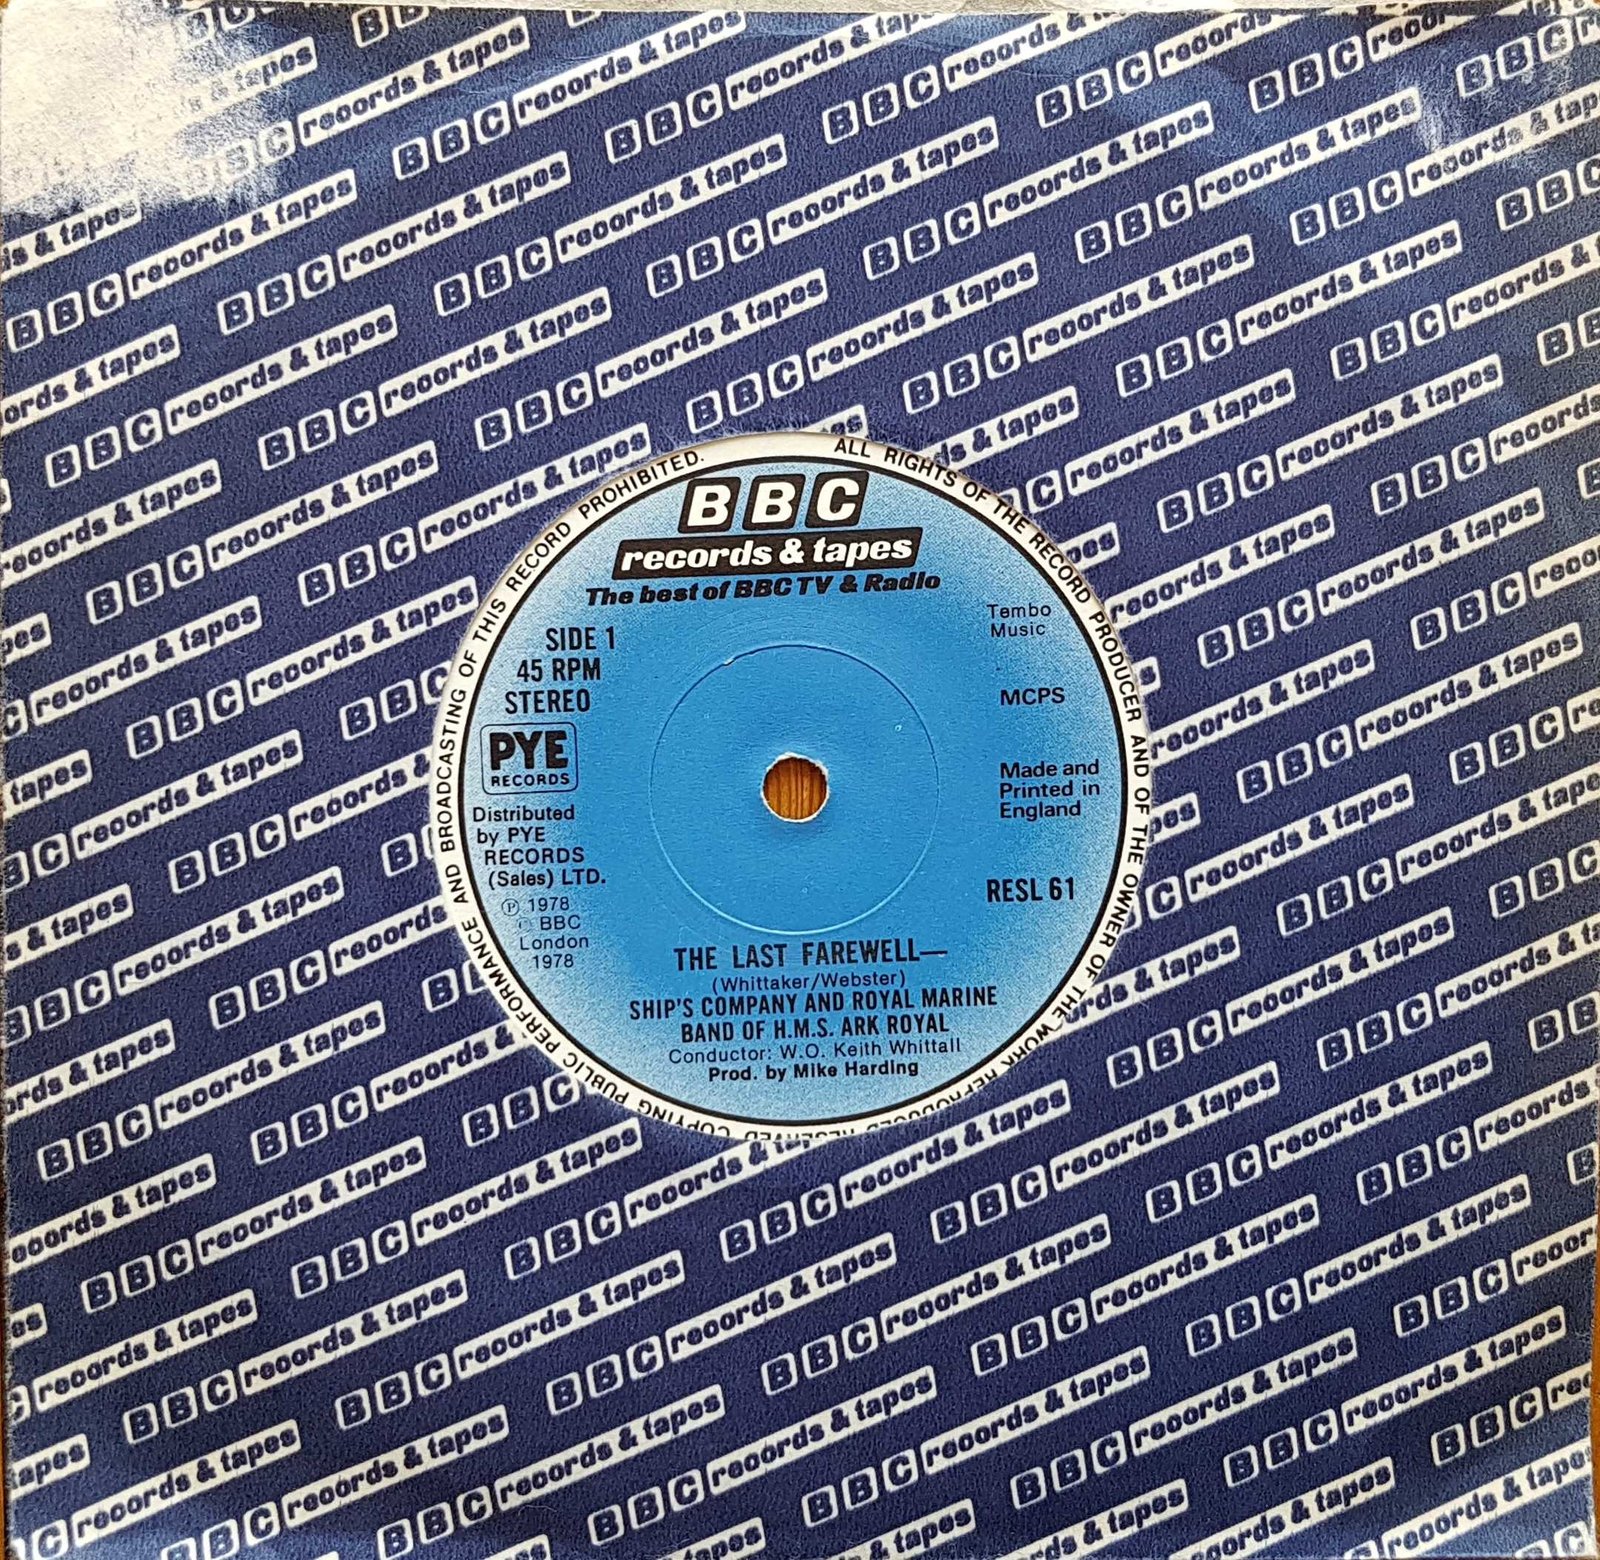 BBC
records & tapes
The best of BBC TV & Radio
SIDE 1
45 RPM
STEREO
PYE
RECORDS
Distributed
by PYE
RECORDS
(Sales) LTD.
Ⓟ 1978
© BBC
London
1978
Tembo
Music
MCPS
Made and
Printed in
England
RESL 61
THE LAST FAREWELL—
(Whittaker/Webster)
SHIP'S COMPANY AND ROYAL MARINE
BAND OF H.M.S. ARK ROYAL
Conductor: W.O. Keith Whittall
Prod. by Mike Harding
ALL RIGHTS OF THE RECORD PRODUCER AND OF THE OWNER OF THE WORK REPRODUCED RESERVED COPYING PUBLIC PERFORMANCE AND BROADCASTING OF THIS RECORD PROHIBITED.
BBC records & tapes